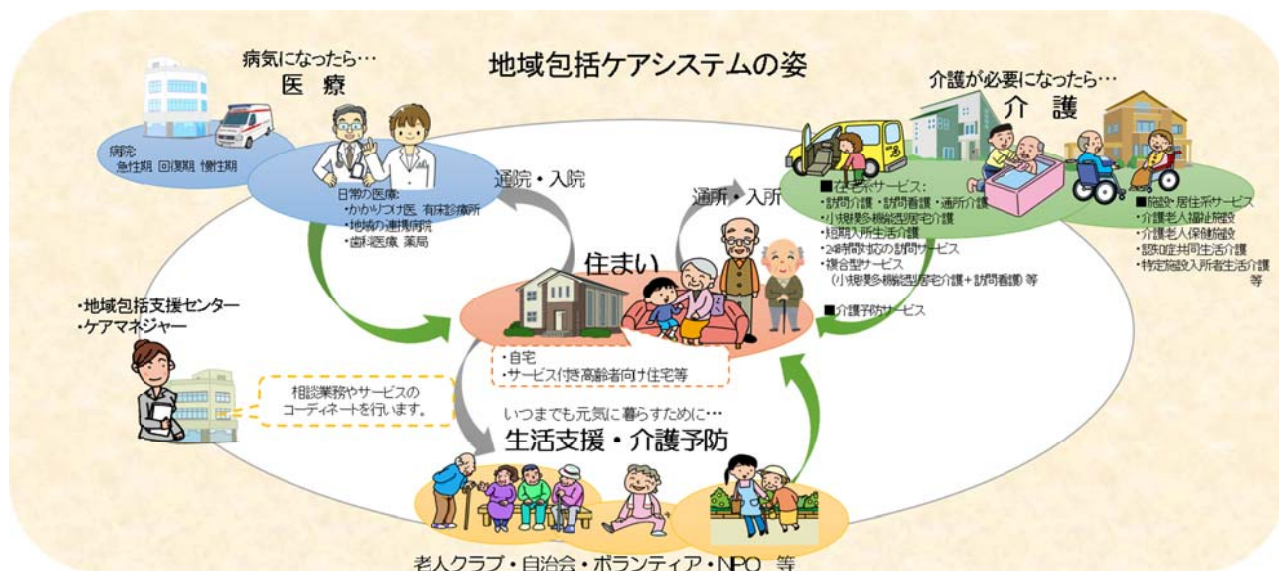 地域包括ケアシステムの姿
病気になったら…
医 療
病院:
急性期 回復期 慢性期
日常の医療:
・かかりつけ医、有床診療所
・地域の連携病院
・歯科医療、薬局
通院・入院
通所・入所
介護が必要になったら…
介 護
■在宅系サービス:
・訪問介護・訪問看護・通所介護
・小規模多機能型居宅介護
・短期入所生活介護
・24時間対応の訪問サービス
・複合型サービス
(小規模多機能型居宅介護+訪問看護)等
■介護予防サービス
■施設・居住系サービス
・介護老人福祉施設
・介護老人保健施設
・認知症共同生活介護
・特定施設入所者生活介護
等
住まい
・自宅
・サービス付き高齢者向け住宅等
・地域包括支援センター
・ケアマネジャー
相談業務やサービスの
コーディネートを行います。
いつまでも元気に暮らすために…
生活支援・介護予防
老人クラブ・自治会・ボランティア・NPO 等